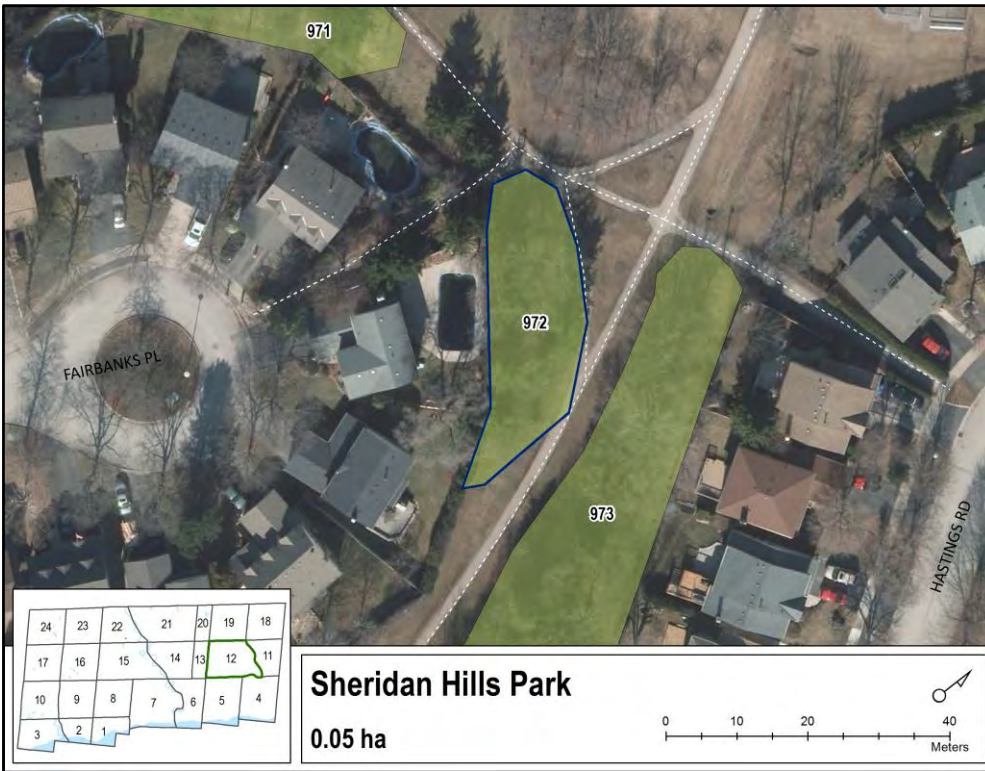 971
972
FAIRBANKS PL
973
HASTINGS RD
24 23 22 21 20 19 18
17 16 15 14 13 12 11
10 9 8 7 6 5 4
3 2 1
Sheridan Hills Park
0.05 ha
0 10 20 40
Meters